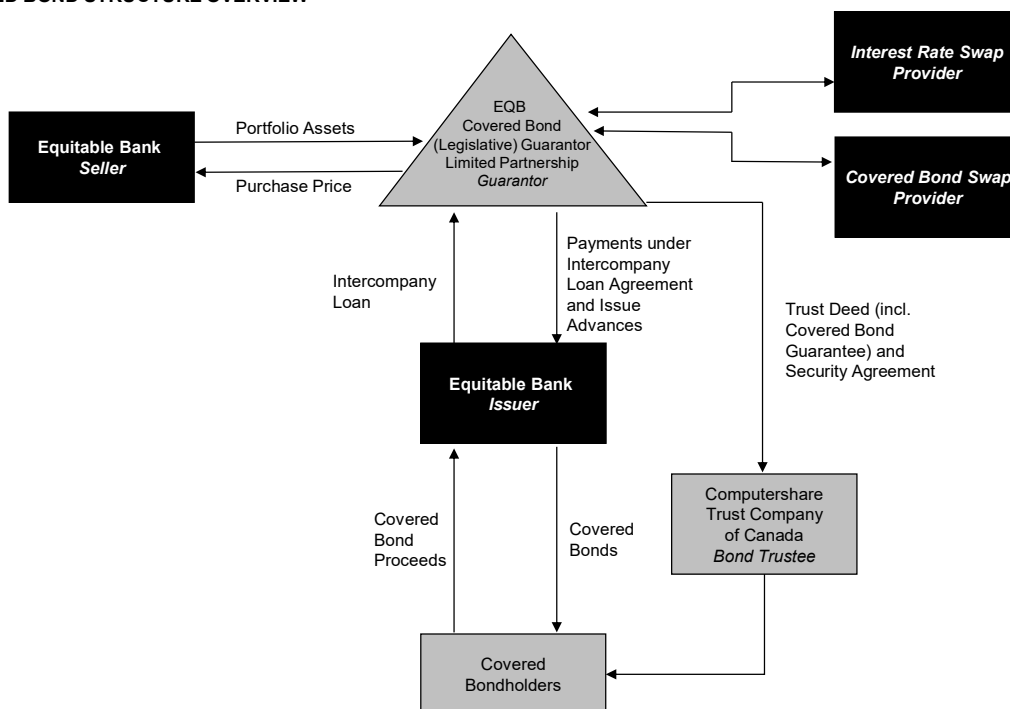 BOND STRUCTURE OVERVIEW
Interest Rate Swap
Provider
EQB
Covered Bond
(Legislative) Guarantor
Limited Partnership
Guarantor
Portfolio Assets
Equitable Bank
Seller
Purchase Price
Covered Bond Swap
Provider
Intercompany
Loan
Payments under
Intercompany
Loan Agreement
and Issue
Advances
Trust Deed (incl.
Covered Bond
Guarantee) and
Security Agreement
Equitable Bank
Issuer
Covered
Bond
Proceeds
Covered
Bonds
Computershare
Trust Company
of Canada
Bond Trustee
Covered
Bondholders